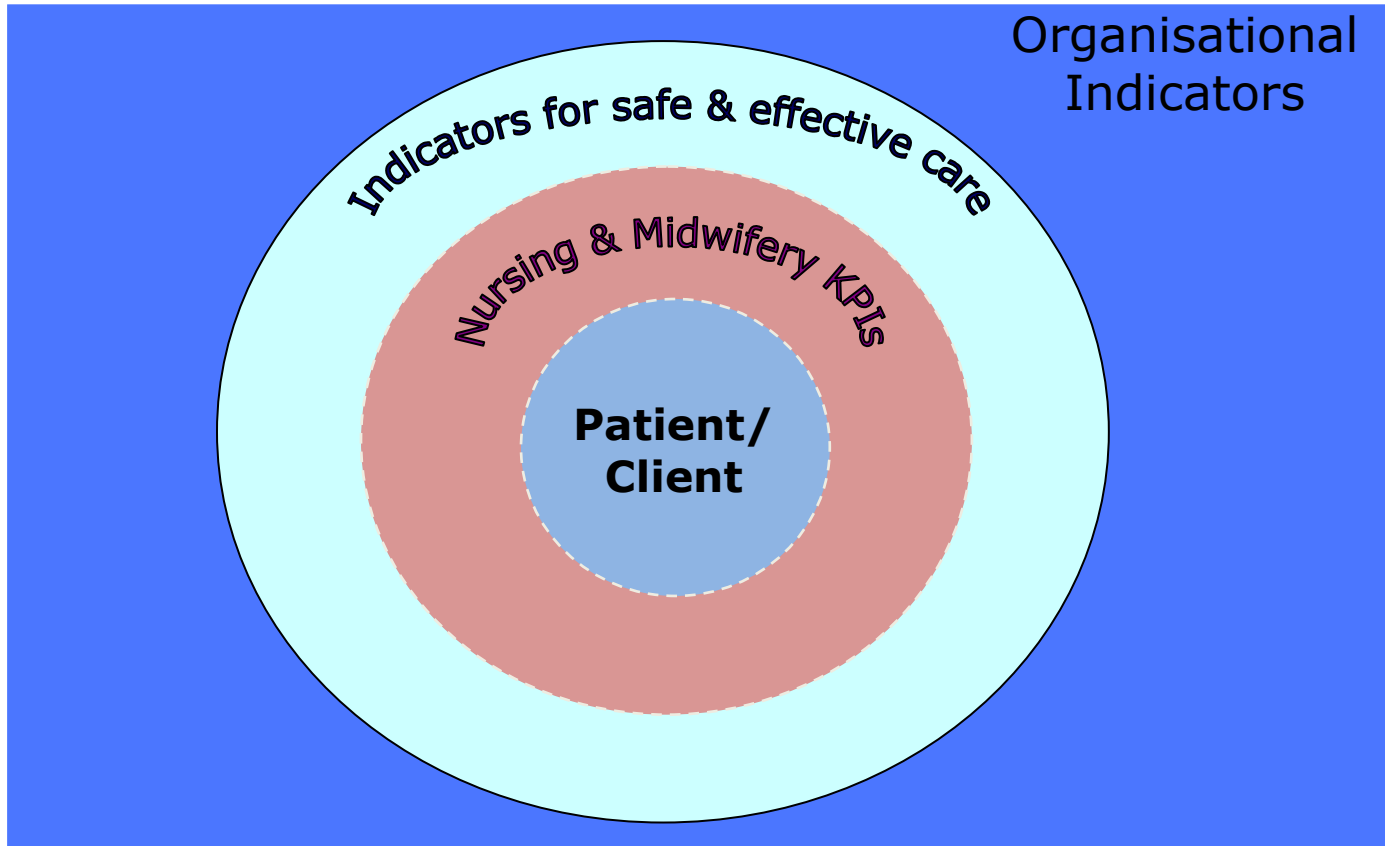 Organisational
Indicators
Indicators for safe & effective care
Nursing & Midwifery KPIs
Patient/
Client